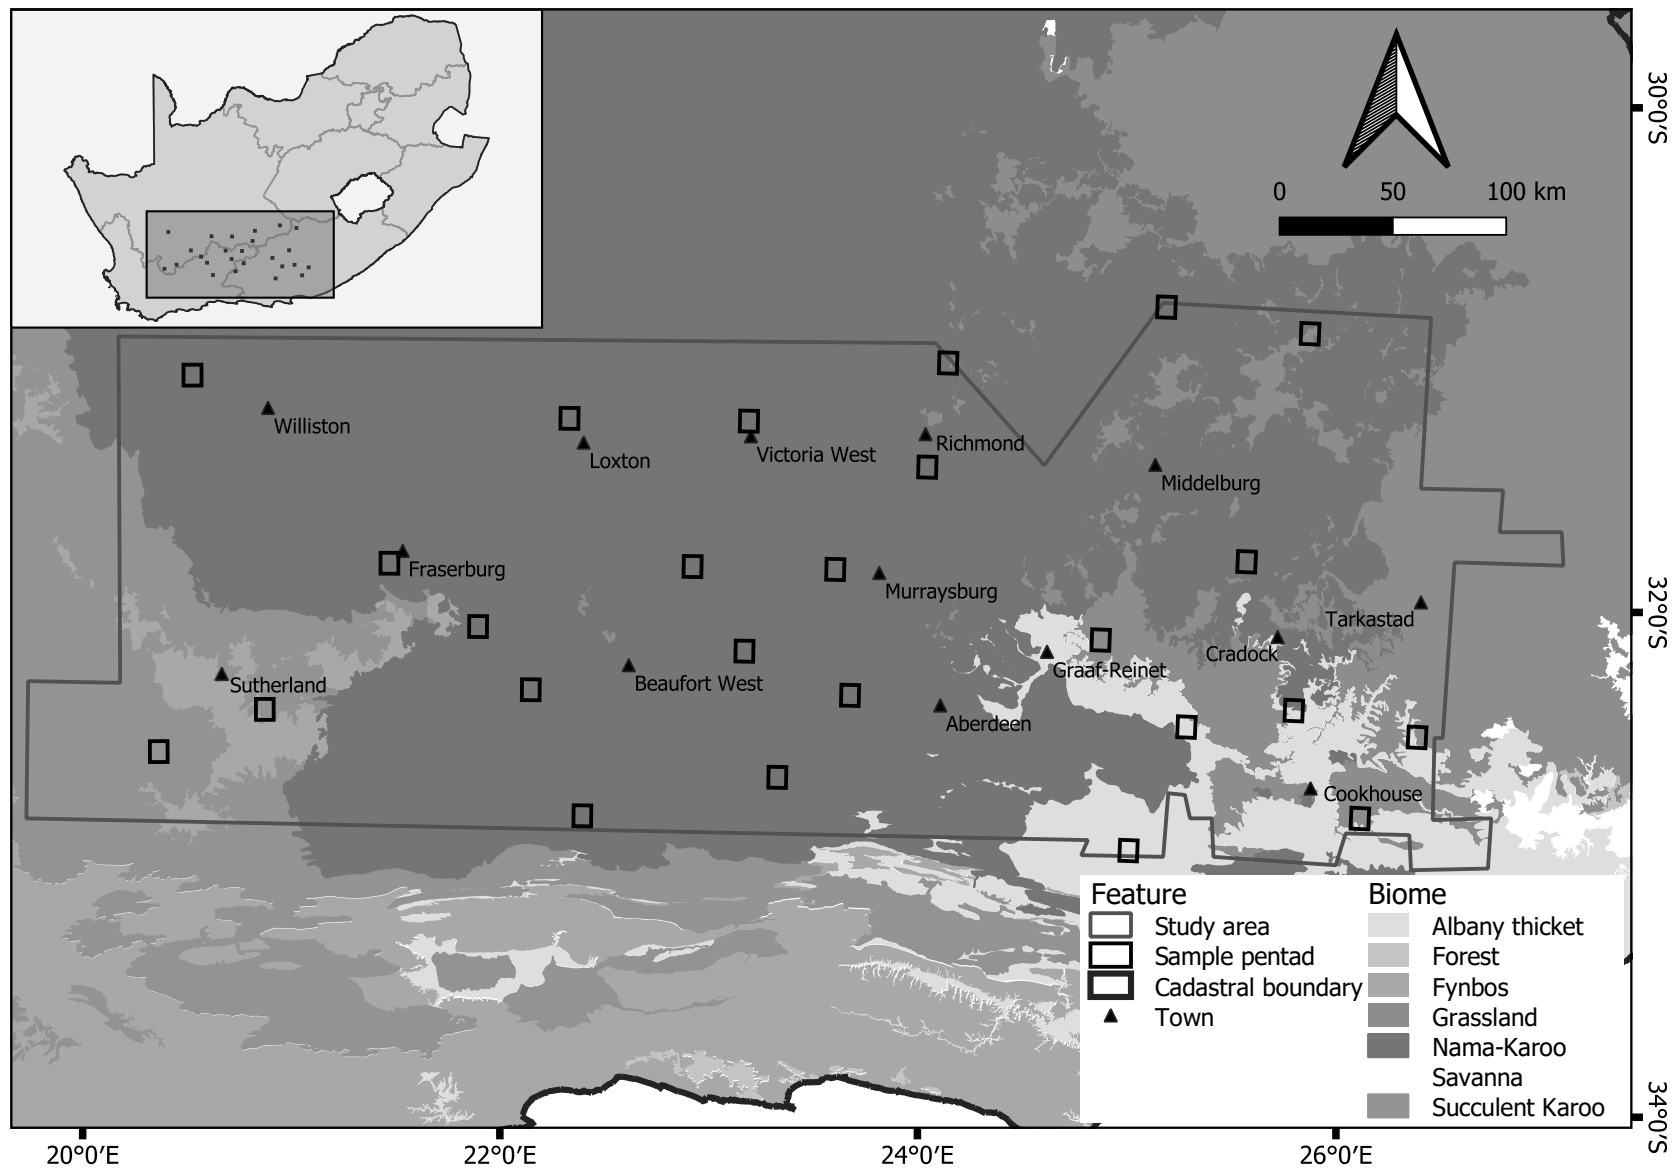 30°0′S
0 50 100 km
Williston
Loxton
Victoria West
Richmond
Middelburg
Fraserburg
Murraysburg
32°0′S
Tarkastad
Cradock
Graaf-Reinet
Sutherland
Beaufort West
Aberdeen
Cookhouse
Feature
Study area
Sample pentad
Cadastral boundary
Town
Biome
Albany thicket
Forest
Fynbos
Grassland
Nama-Karoo
Savanna
Succulent Karoo
34°0′S
20°0′E 22°0′E 24°0′E 26°0′E